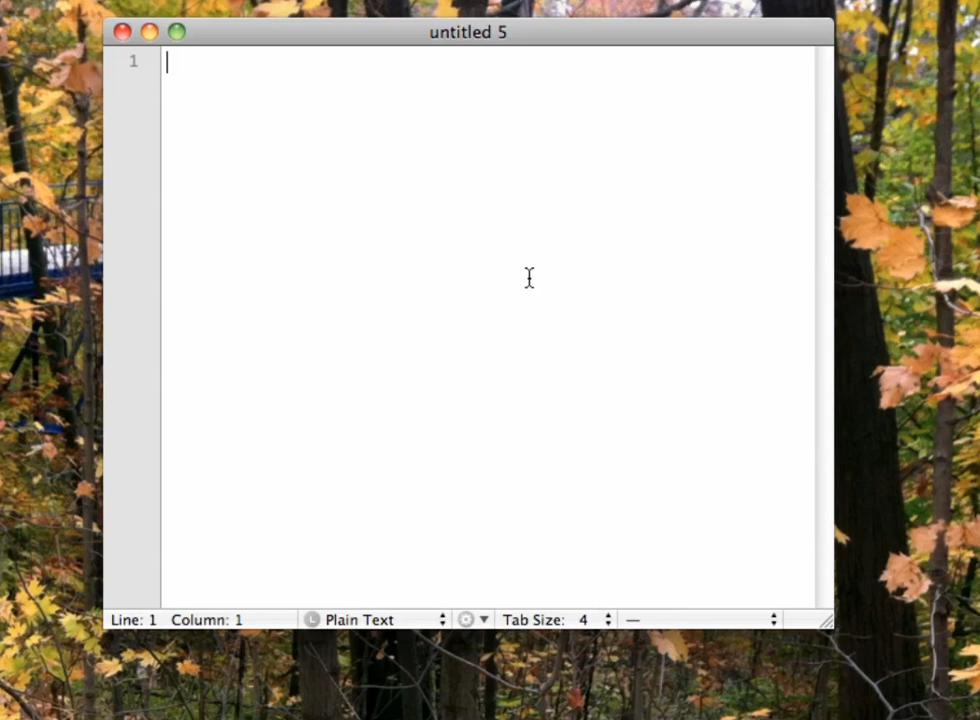 untitled 5
1
Line: 1 Column: 1 L Plain Text Tab Size: 4 —